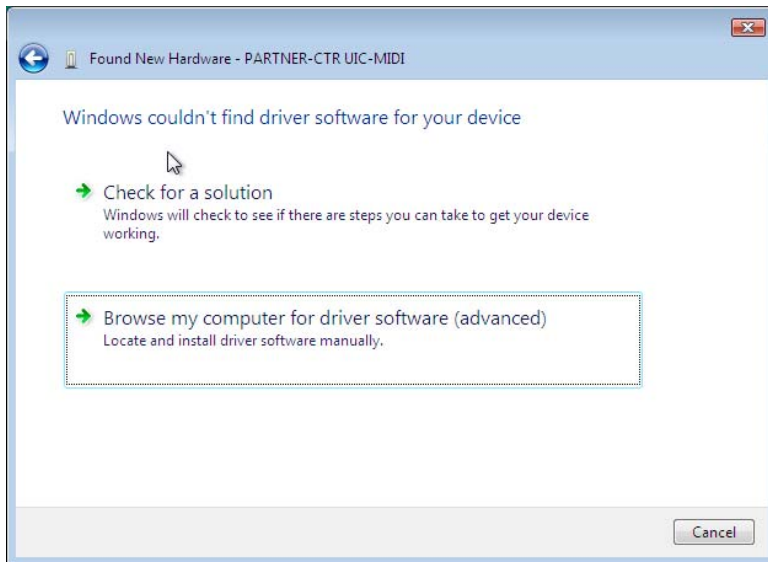 Found New Hardware - PARTNER-CTR UIC-MIDI
Windows couldn't find driver software for your device
Check for a solution
Windows will check to see if there are steps you can take to get your device
working.
Browse my computer for driver software (advanced)
Locate and install driver software manually.
Cancel